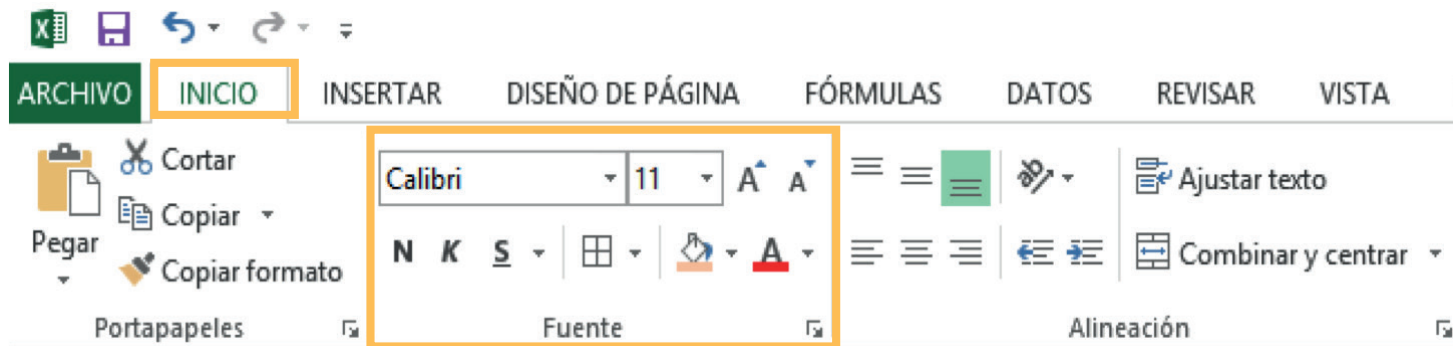 ARCHIVO INICIO INSERTAR DISEÑO DE PÁGINA FÓRMULAS DATOS REVISAR VISTA
Cortar
Calibri 11 A A ab Ajustar texto
Copiar
Pegar
N K S A Combinar y centrar
Copiar formato
Portapapeles Fuente Alineación